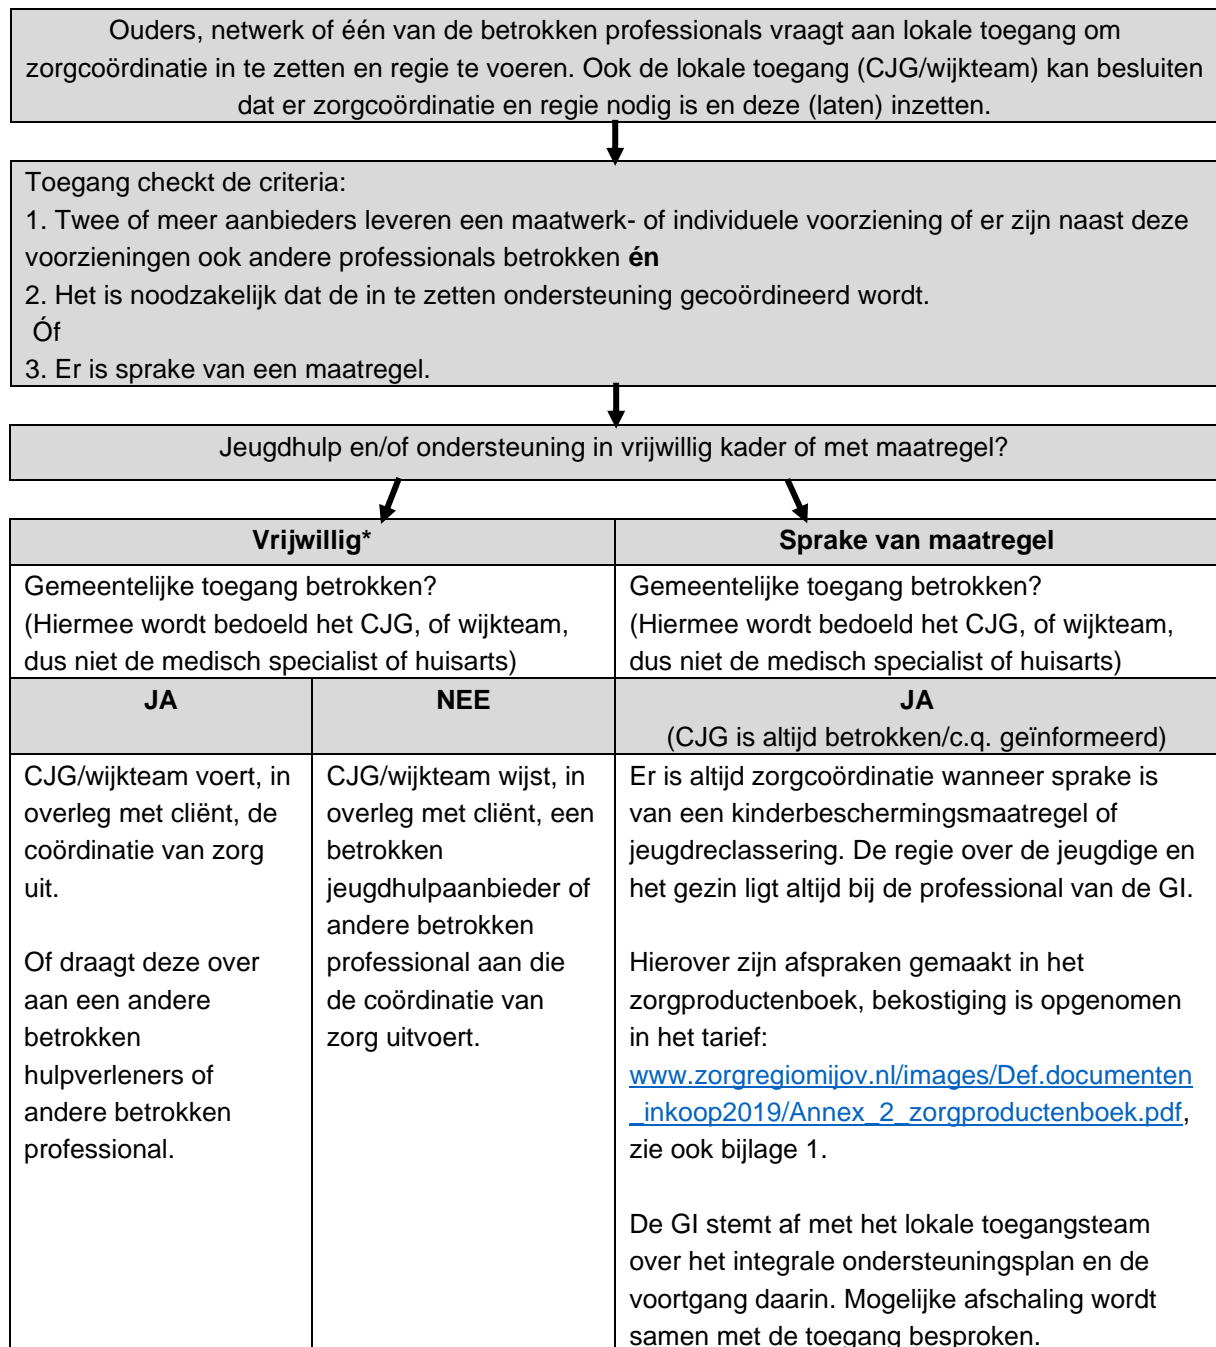 Ouders, netwerk of één van de betrokken professionals vraagt aan lokale toegang om
zorgcoördinatie in te zetten en regie te voeren. Ook de lokale toegang (CJG/wijkteam) kan besluiten
dat er zorgcoördinatie en regie nodig is en deze (laten) inzetten.
Toegang checkt de criteria:
1. Twee of meer aanbieders leveren een maatwerk- of individuele voorziening of er zijn naast deze
voorzieningen ook andere professionals betrokken én
2. Het is noodzakelijk dat de in te zetten ondersteuning gecoördineerd wordt.
Óf
3. Er is sprake van een maatregel.
Jeugdhulp en/of ondersteuning in vrijwillig kader of met maatregel?
Vrijwillig*
Gemeentelijke toegang betrokken?
(Hiermee wordt bedoeld het CJG, of wijkteam,
dus niet de medisch specialist of huisarts)
JA
CJG/wijkteam voert, in
overleg met cliënt, de
coördinatie van zorg
uit.
Of draagt deze over
aan een andere
betrokken
hulpverleners of
andere betrokken
professional.
NEE
CJG/wijkteam wijst, in
overleg met cliënt, een
betrokken
jeugdhulpaanbieder of
andere betrokken
professional aan die
de coördinatie van
zorg uitvoert.
Sprake van maatregel
Gemeentelijke toegang betrokken?
(Hiermee wordt bedoeld het CJG, of wijkteam,
dus niet de medisch specialist of huisarts)
JA
(CJG is altijd betrokken/c.q. geïnformeerd)
Er is altijd zorgcoördinatie wanneer sprake is
van een kinderbeschermingsmaatregel of
jeugdreclassering. De regie over de jeugdige en
het gezin ligt altijd bij de professional van de GI.
Hierover zijn afspraken gemaakt in het
zorgproductenboek, bekostiging is opgenomen
in het tarief:
www.zorgregiomijov.nl/images/Def.documenten
_inkoop2019/Annex_2_zorgproductenboek.pdf,
zie ook bijlage 1.
De GI stemt af met het lokale toegangsteam
over het integrale ondersteuningsplan en de
voortgang daarin. Mogelijke afschaling wordt
samen met de toegang besproken.